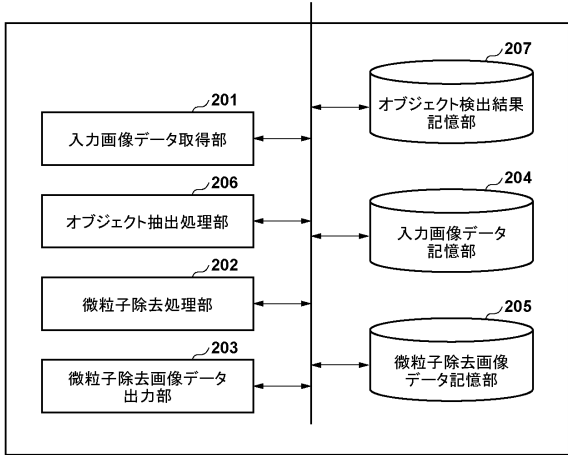 201
入力画像データ取得部
206
オブジェクト抽出処理部
202
微粒子除去処理部
203
微粒子除去画像データ
出力部
207
オブジェクト検出結果
記憶部
204
入力画像データ
記憶部
205
微粒子除去画像
データ記憶部